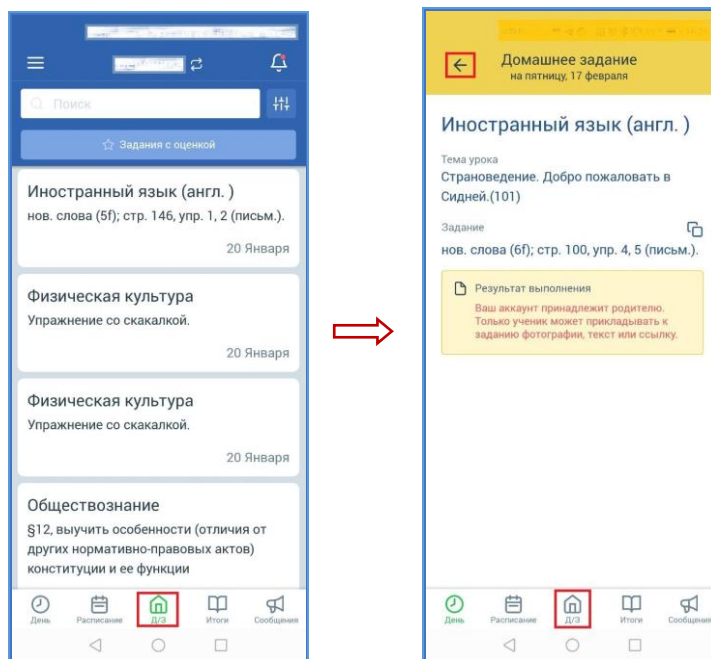 Поиск
Задания с оценкой
Иностранный язык (англ. )
нов. слова (5f); стр. 146, упр. 1, 2 (письм.).
20 Января
Физическая культура
Упражнение со скакалкой.
20 Января
Физическая культура
Упражнение со скакалкой.
20 Января
Обществознание
§12, выучить особенности (отличия от
других нормативно-правовых актов)
конституции и ее функции
День Расписание Д/З Итоги Сообщения
Домашнее задание
на пятницу, 17 февраля
Иностранный язык (англ. )
Тема урока
Страноведение. Добро пожаловать в
Сидней.(101)
Задание
нов. слова (6f); стр. 100, упр. 4, 5 (письм.).
Результат выполнения
Ваш аккаунт принадлежит родителю.
Только ученик может прикладывать к
заданию фотографии, текст или ссылку.
День Расписание Д/З Итоги Сообщения